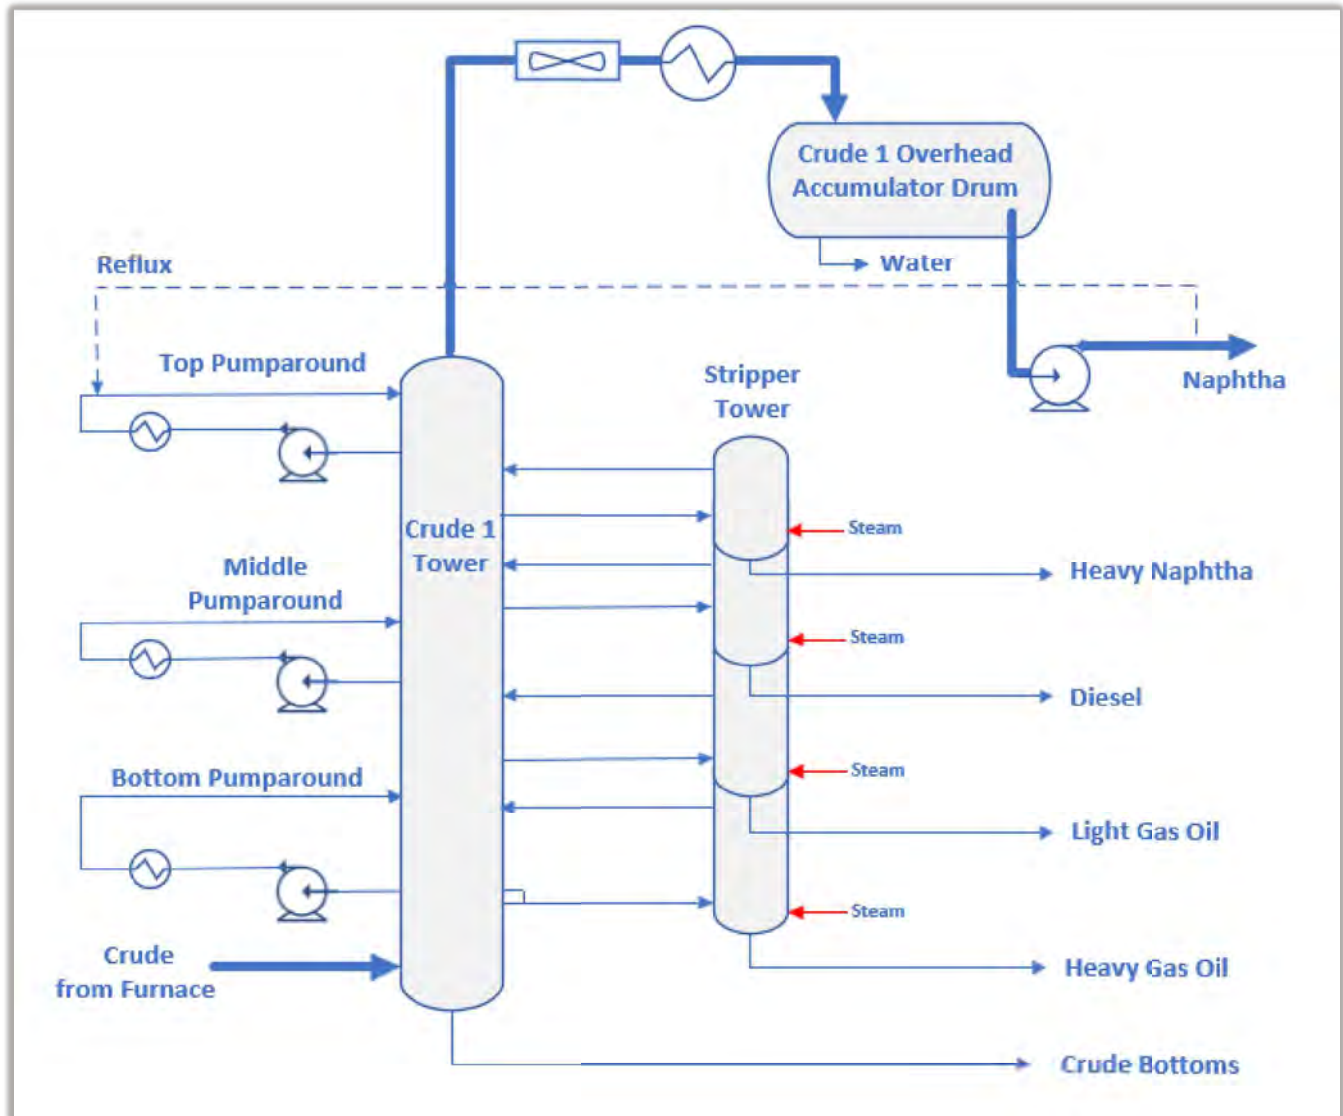 Crude 1 Overhead
Accumulator Drum
Reflux
Water
Top Pumparound
Stripper
Tower
Naphtha
Crude 1
Tower
Steam
Middle
Pumparound
Heavy Naphtha
Steam
Diesel
Bottom Pumparound
Steam
Light Gas Oil
Steam
Crude
from Furnace
Heavy Gas Oil
Crude Bottoms